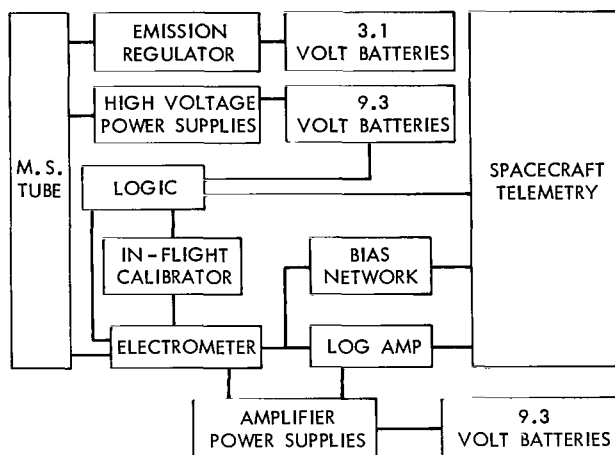 EMISSION
REGULATOR
3.1
VOLT BATTERIES
HIGH VOLTAGE
POWER SUPPLIES
9.3
VOLT BATTERIES
M.S.
TUBE
SPACECRAFT
TELEMETRY
LOGIC
IN-FLIGHT
CALIBRATOR
BIAS
NETWORK
ELECTROMETER
LOG AMP
AMPLIFIER
POWER SUPPLIES
9.3
VOLT BATTERIES